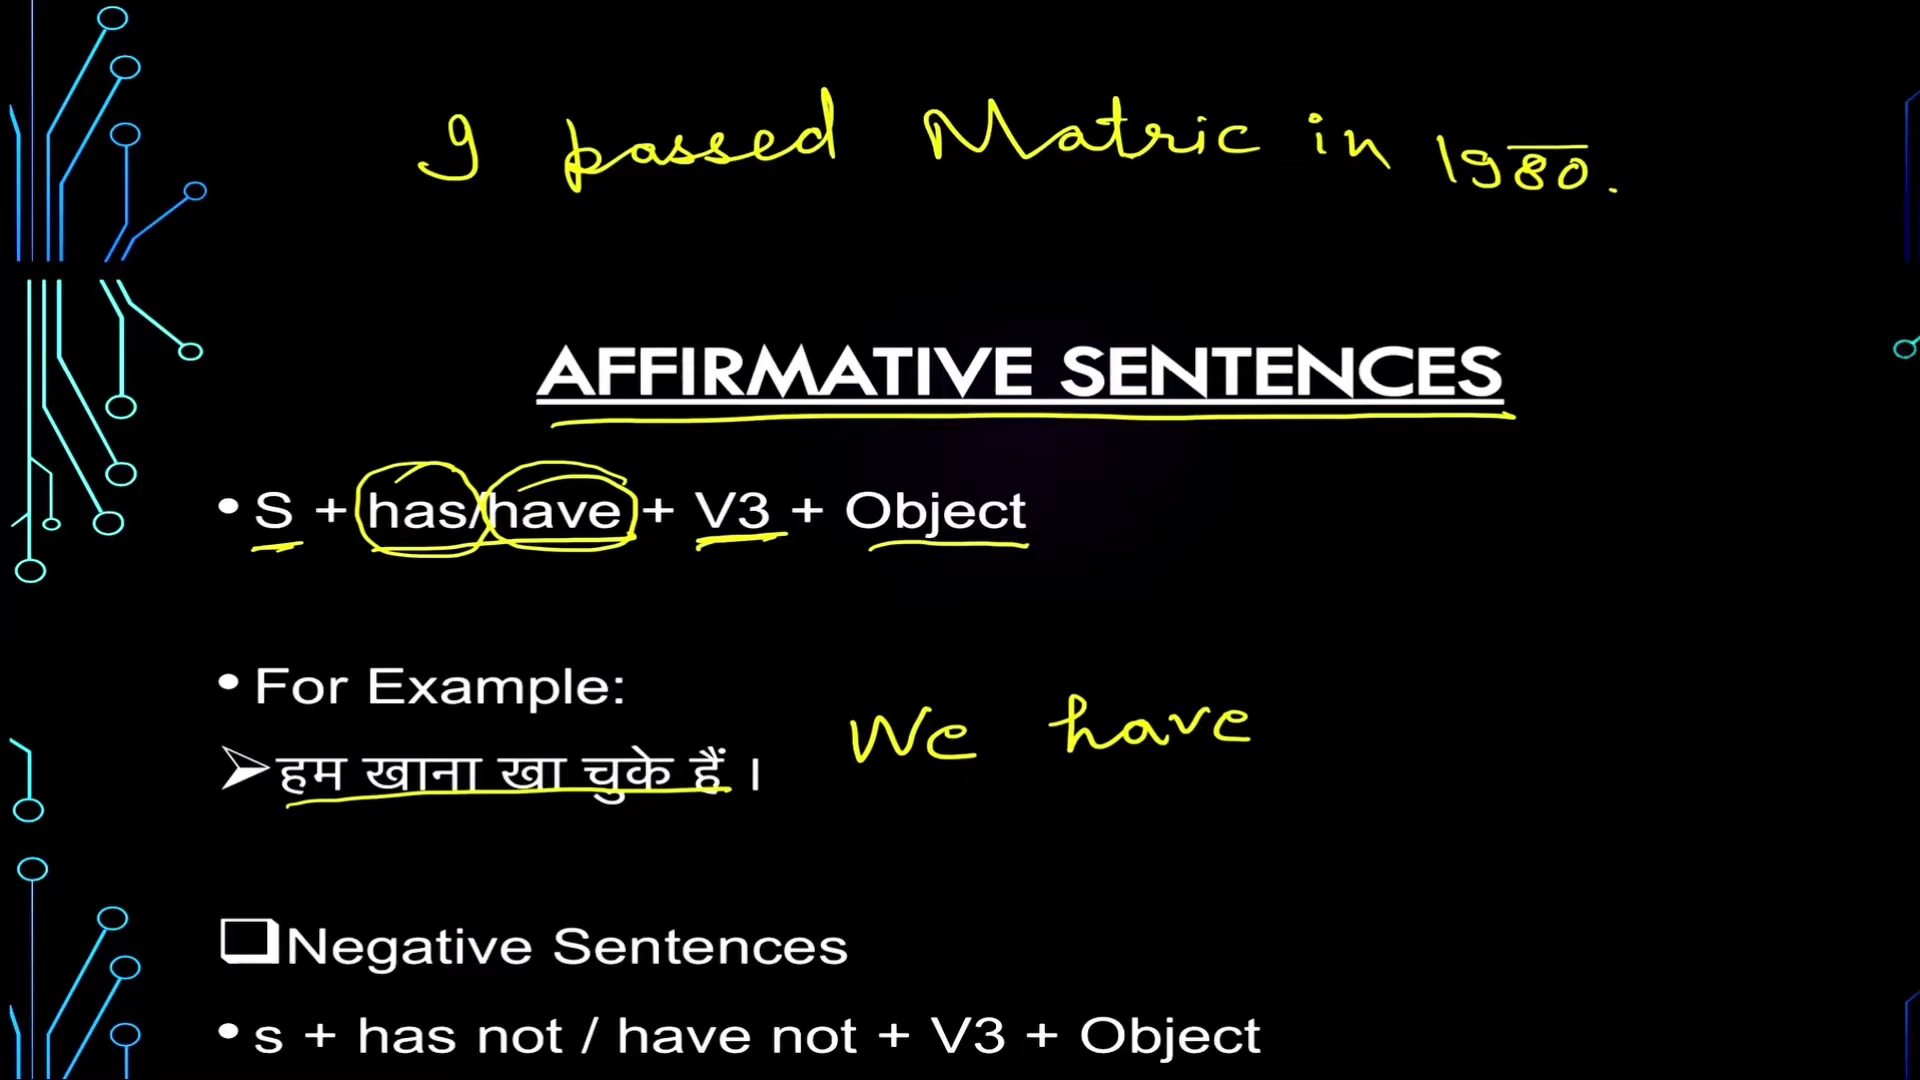 I passed Matric in 1980.
AFFIRMATIVE SENTENCES
• S + has/have + V3 + Object
• For Example:
➢हम खाना खा चुके हैं ।
We have
❑Negative Sentences
• s + has not / have not + V3 + Object